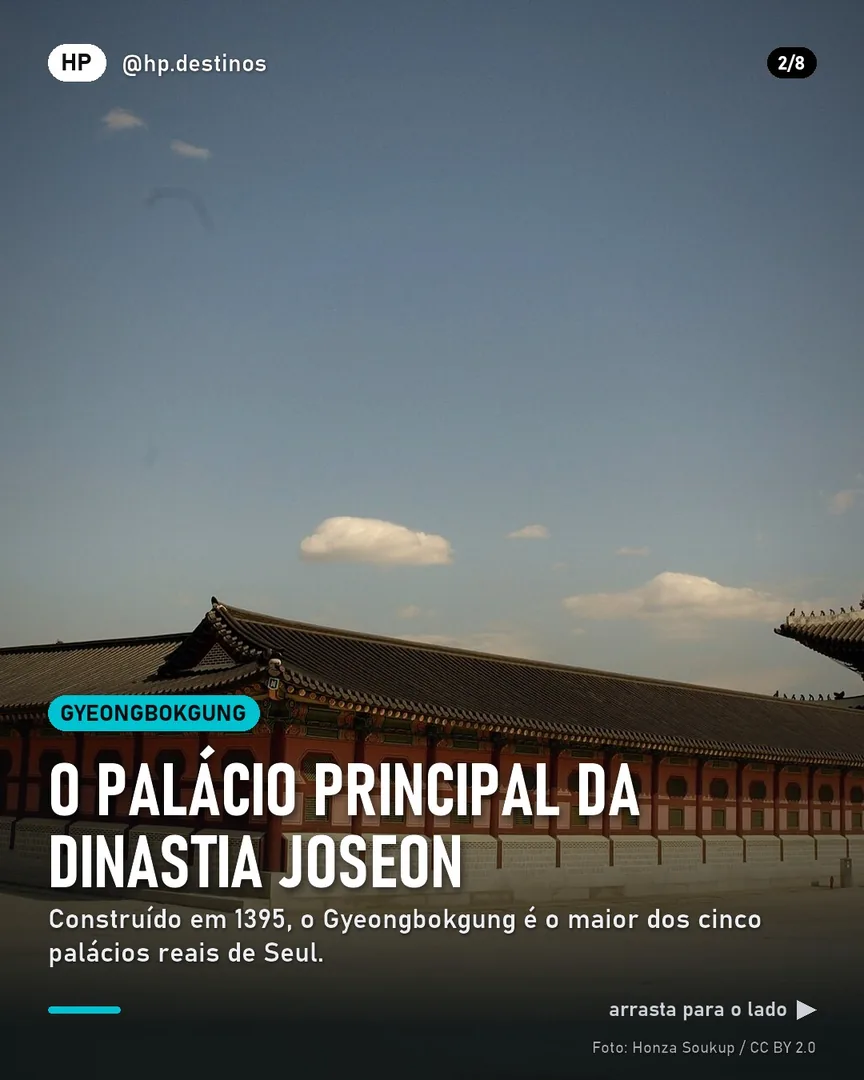 HP @hp.destinos 2/8
GYEONGBOKGUNG
O PALÁCIO PRINCIPAL DA
DINASTIA JOSEON
Construído em 1395, o Gyeongbokgung é o maior dos cinco
palácios reais de Seul.
arrasta para o lado ▶
Foto: Honza Soukup / CC BY 2.0